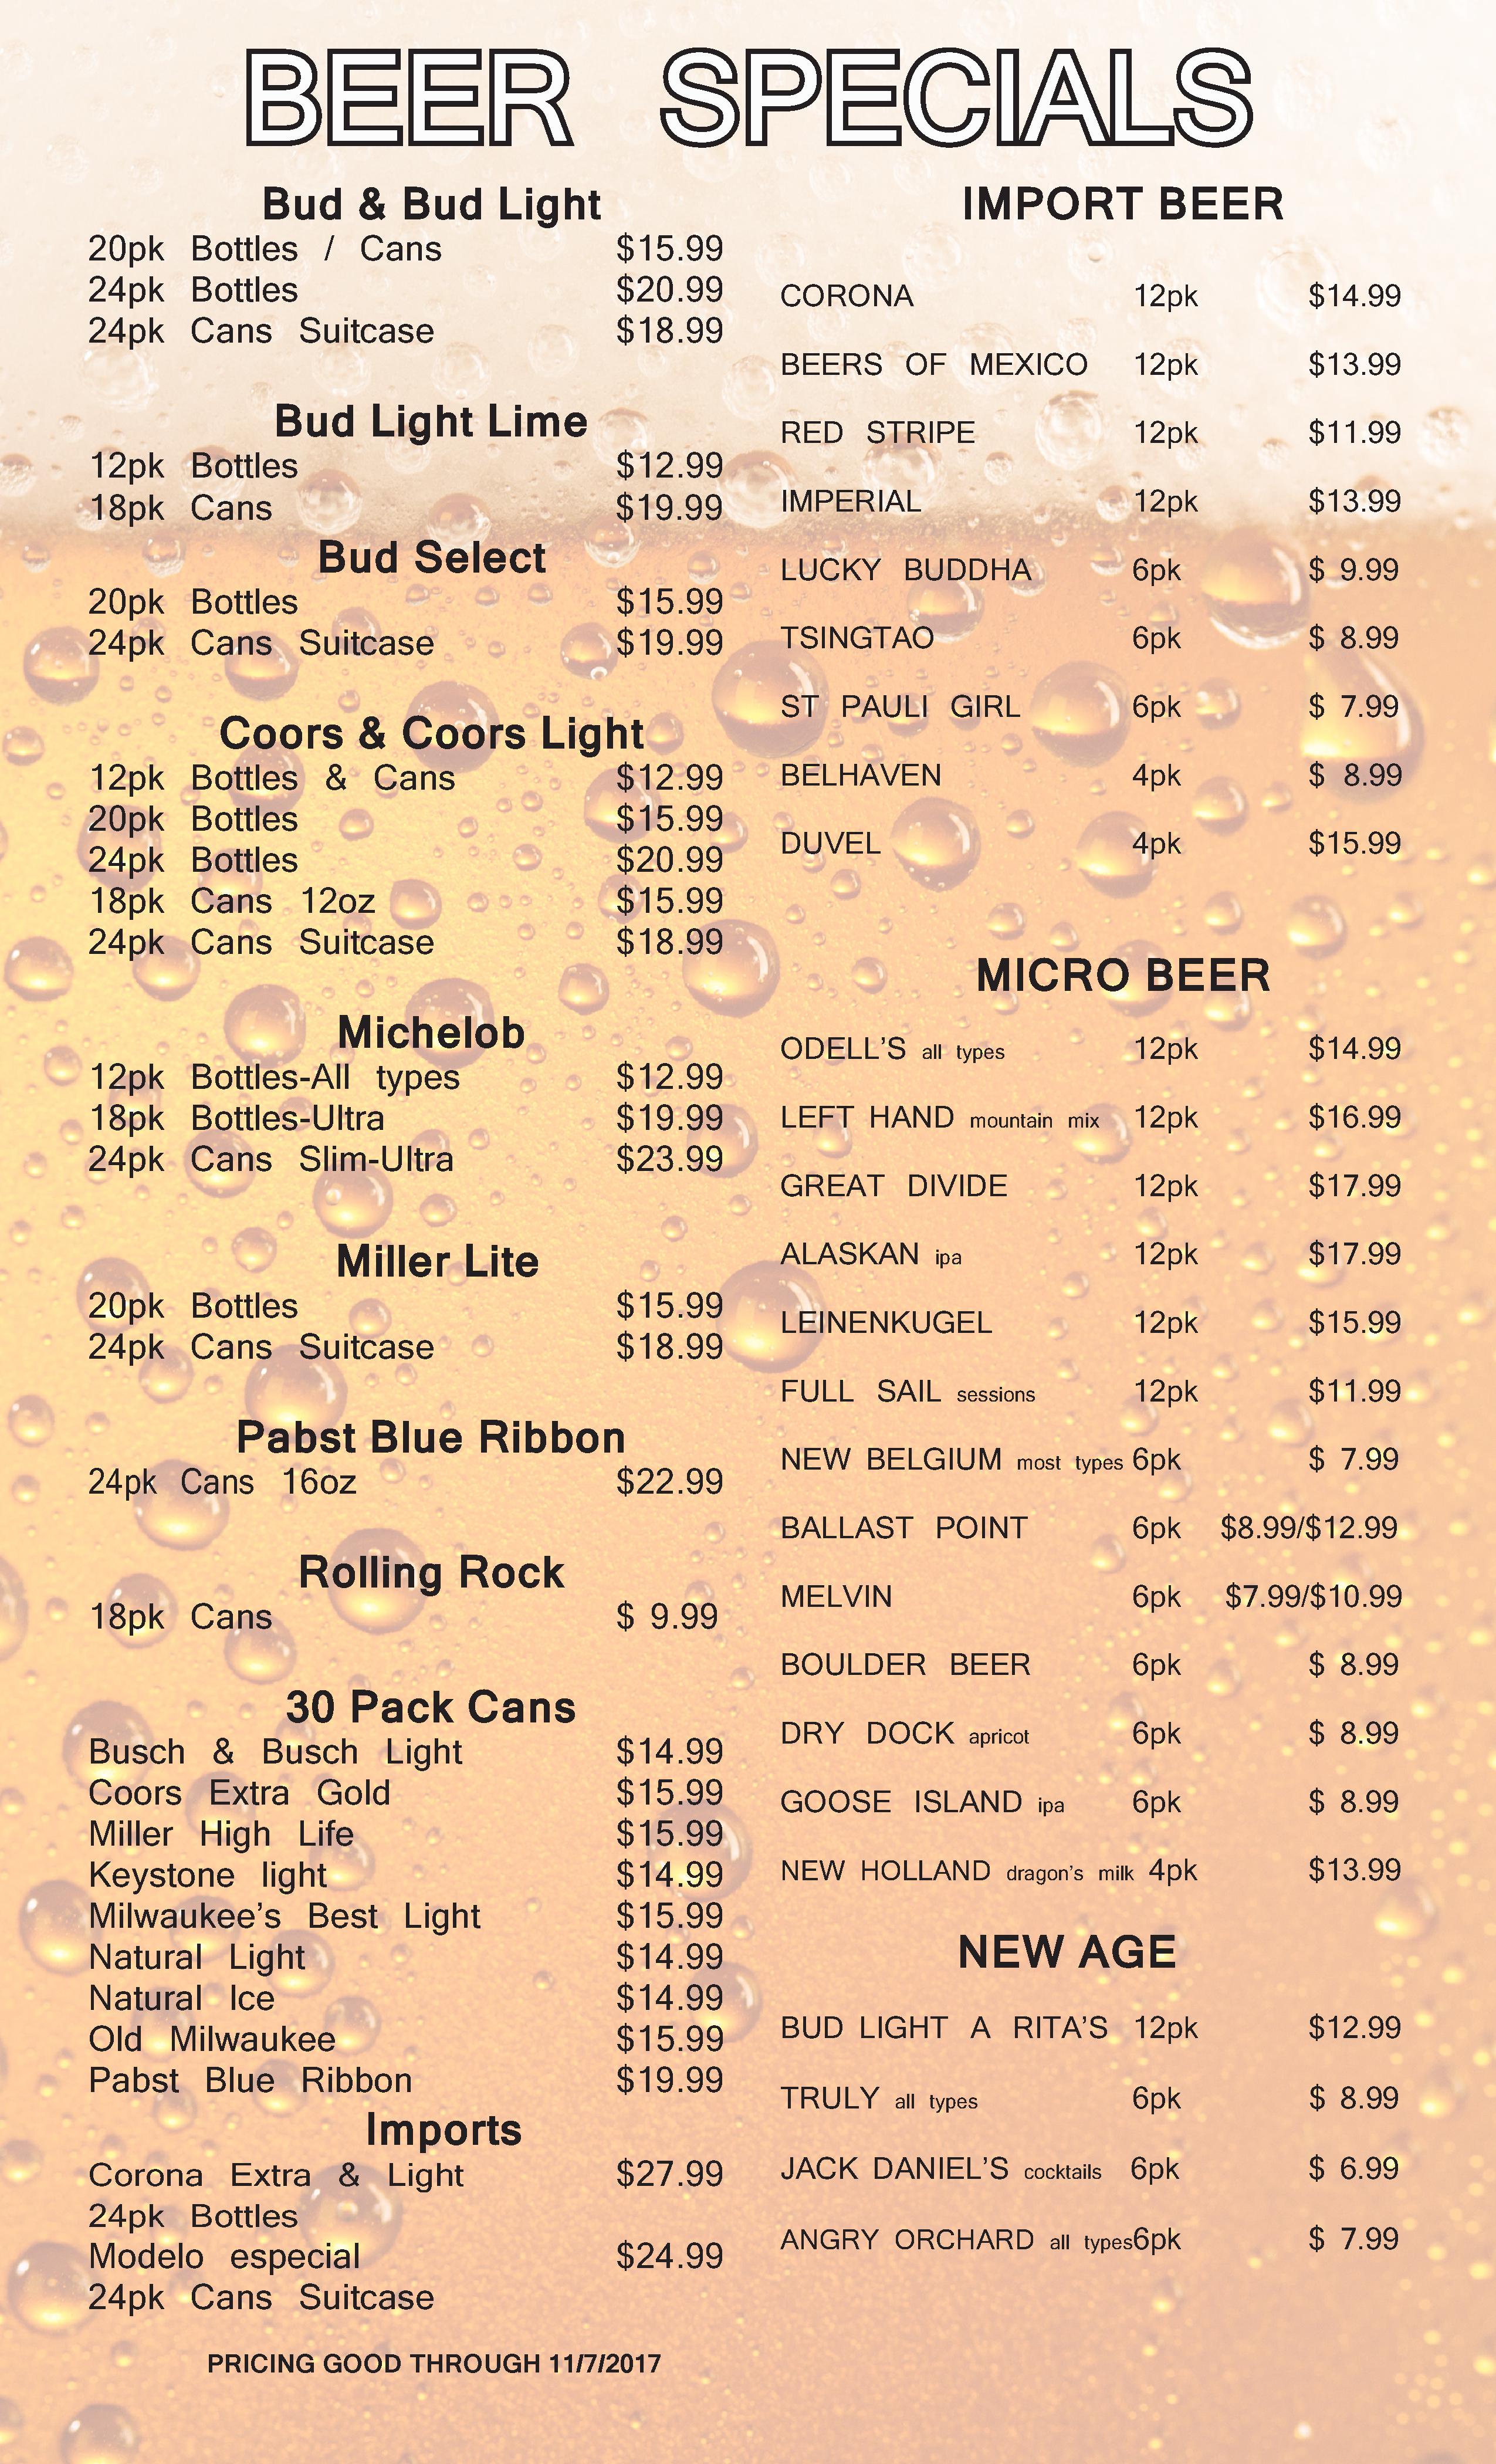 BEER SPECIALS
Bud & Bud Light
20pk Bottles / Cans $15.99
24pk Bottles $20.99
24pk Cans Suitcase $18.99
Bud Light Lime
12pk Bottles $12.99
18pk Cans $19.99
Bud Select
20pk Bottles $15.99
24pk Cans Suitcase $19.99
Coors & Coors Light
12pk Bottles & Cans $12.99
20pk Bottles $15.99
24pk Bottles $20.99
18pk Cans 12oz $15.99
24pk Cans Suitcase $18.99
Michelob
12pk Bottles-All types $12.99
18pk Bottles-Ultra $19.99
24pk Cans Slim-Ultra $23.99
Miller Lite
20pk Bottles $15.99
24pk Cans Suitcase $18.99
Pabst Blue Ribbon
24pk Cans 16oz $22.99
Rolling Rock
18pk Cans $ 9.99
30 Pack Cans
Busch & Busch Light $14.99
Coors Extra Gold $15.99
Miller High Life $15.99
Keystone light $14.99
Milwaukee's Best Light $15.99
Natural Light $14.99
Natural Ice $14.99
Old Milwaukee $15.99
Pabst Blue Ribbon $19.99
Imports
Corona Extra & Light $27.99
24pk Bottles
Modelo especial $24.99
24pk Cans Suitcase
PRICING GOOD THROUGH 11/7/2017
IMPORT BEER
CORONA 12pk $14.99
BEERS OF MEXICO 12pk $13.99
RED STRIPE 12pk $11.99
IMPERIAL 12pk $13.99
LUCKY BUDDHA 6pk $ 9.99
TSINGTAO 6pk $ 8.99
ST PAULI GIRL 6pk $ 7.99
BELHAVEN 4pk $ 8.99
DUVEL 4pk $15.99
MICRO BEER
ODELL'S all types 12pk $14.99
LEFT HAND mountain mix 12pk $16.99
GREAT DIVIDE 12pk $17.99
ALASKAN ipa 12pk $17.99
LEINENKUGEL 12pk $15.99
FULL SAIL sessions 12pk $11.99
NEW BELGIUM most types 6pk $ 7.99
BALLAST POINT 6pk $8.99/$12.99
MELVIN 6pk $7.99/$10.99
BOULDER BEER 6pk $ 8.99
DRY DOCK apricot 6pk $ 8.99
GOOSE ISLAND ipa 6pk $ 8.99
NEW HOLLAND dragon's milk 4pk $13.99
NEW AGE
BUD LIGHT A RITA'S 12pk $12.99
TRULY all types 6pk $ 8.99
JACK DANIEL'S cocktails 6pk $ 6.99
ANGRY ORCHARD all types6pk $ 7.99